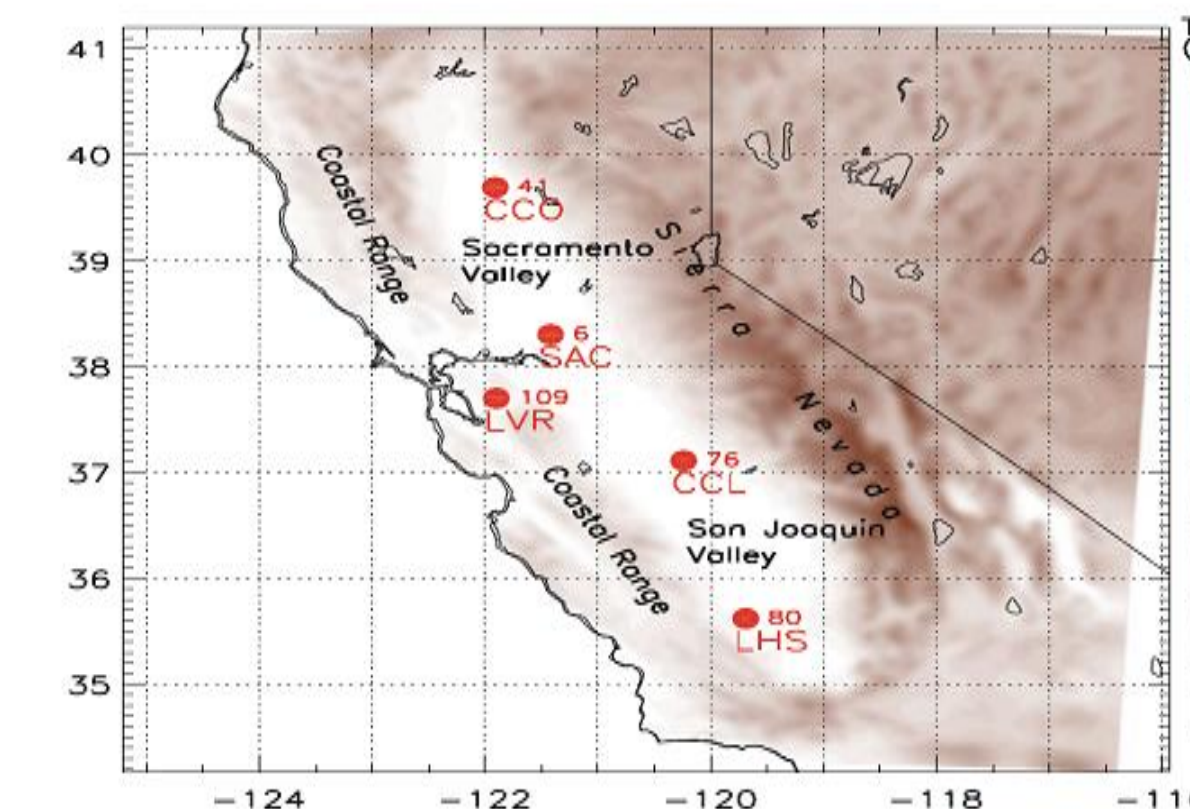 41
40
39
38
37
36
35
Coastal Range
41
CCO
Sacramento
Valley
Sierra
6
SAC
109
LVR
Nevada
76
CCL
Coastal Range
San Joaquin
Valley
80
LHS
-124
-122
-120
-118